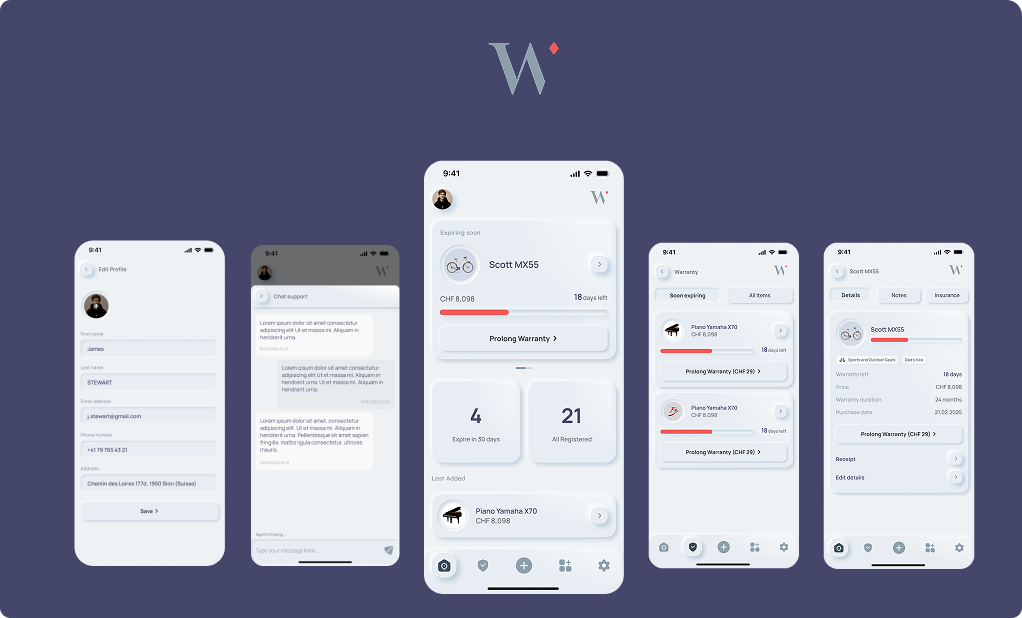 W
9:41
Edit Profile
First name
James
Last name
STEWART
Email address
j.stewart@gmail.com
Phone number
+41 79 765 43 21
Address
Chemin des Loires 177d, 1950 Sion (Suisse)
Save >
9:41
W
Chat support
Lorem ipsum dolor sit amet consectetur
adipiscing elit Ut et massa mi. Aliquam in
hendrerit urna.
Lorem ipsum dolor sit amet consectetur
adipiscing elit Ut et massa mi. Aliquam in
hendrerit urna.
Lorem ipsum dolor sit amet consectetur
adipiscing elit Ut et massa mi. Aliquam in
hendrerit urna. Pellentesque sit amet sapien
fringilla, mattis ligula consectetur, ultrices
mauris.
Agent is typing...
Type your message here...
9:41
W
Expiring soon
Scott MX55
CHF 8,098
18 days left
Prolong Warranty >
4
Expire in 30 days
21
All Registered
Last Added
Piano Yamaha X70
CHF 8,098
9:41
Warranty
W
Soon expiring
All Items
Piano Yamaha X70
CHF 8,098
18 days left
Prolong Warranty (CHF 29) >
Piano Yamaha X70
CHF 8,098
18 days left
Prolong Warranty (CHF 29) >
9:41
Scott MX55
W
Details
Notes
Insurance
Scott MX55
Sports and Outdoor Gears
Dad's bike
Warranty left
18 days
Price
CHF 8,098
Warranty duration
24 months
Purchase date
21.02.2025
Prolong Warranty (CHF 29) >
Receipt
Edit details